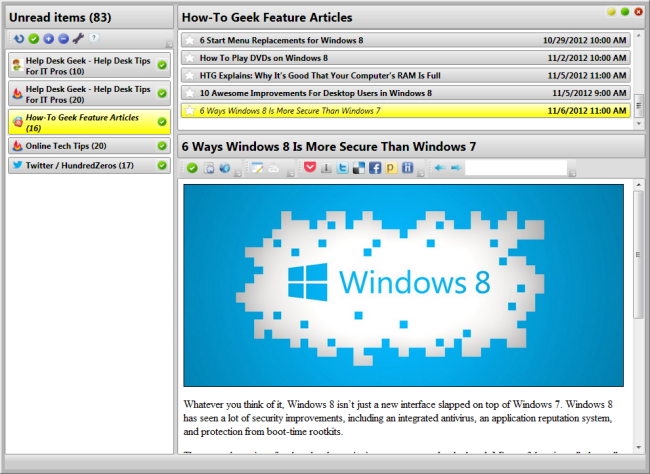 Unread items (83)
Help Desk Geek - Help Desk Tips
For IT Pros (10)
Help Desk Geek - Help Desk Tips
For IT Pros (20)
How-To Geek Feature Articles
(16)
Online Tech Tips (20)
Twitter / HundredZeros (17)
How-To Geek Feature Articles
6 Start Menu Replacements for Windows 8 10/29/2012 10:00 AM
How To Play DVDs on Windows 8 11/2/2012 10:00 AM
HTG Explains: Why It's Good That Your Computer's RAM Is Full 11/5/2012 11:00 AM
10 Awesome Improvements For Desktop Users in Windows 8 11/5/2012 9:00 AM
6 Ways Windows 8 Is More Secure Than Windows 7 11/6/2012 11:00 AM
6 Ways Windows 8 Is More Secure Than Windows 7
Windows 8
Whatever you think of it, Windows 8 isn't just a new interface slapped on top of Windows 7. Windows 8
has seen a lot of security improvements, including an integrated antivirus, an application reputation system,
and protection from boot-time rootkits.